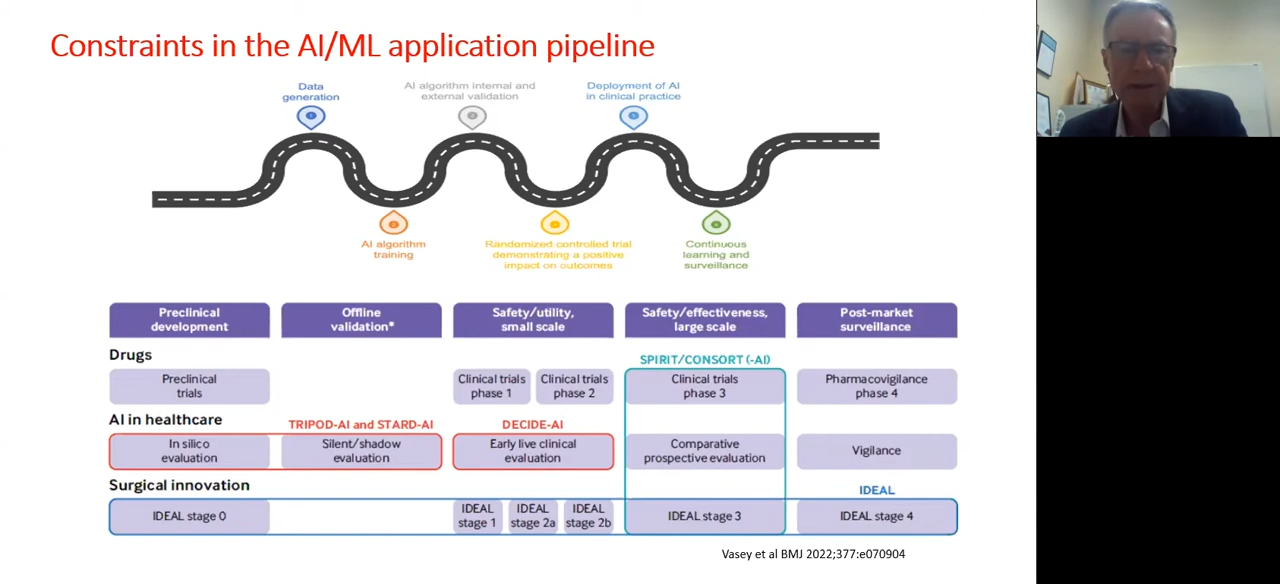 Constraints in the AI/ML application pipeline
Data
generation
AI algorithm internal and
external validation
Deployment of AI
in clinical practice
AI algorithm
training
Randomized controlled trial
demonstrating a positive
impact on outcomes
Continuous
learning and
surveillance
Preclinical
development
Offline
validation*
Safety/utility,
small scale
Safety/effectiveness,
large scale
Post-market
surveillance
Drugs
SPIRIT/CONSORT (-AI)
Preclinical
trials
Clinical trials
phase 1
Clinical trials
phase 2
Clinical trials
phase 3
Pharmacovigilance
phase 4
AI in healthcare
TRIPOD-AI and STARD-AI
DECIDE-AI
In silico
evaluation
Silent/shadow
evaluation
Early live clinical
evaluation
Comparative
prospective evaluation
Vigilance
Surgical innovation
IDEAL
IDEAL stage 0
IDEAL
stage 1
IDEAL
stage 2a
IDEAL
stage 2b
IDEAL stage 3
IDEAL stage 4
Vasey et al BMJ 2022;377:e070904